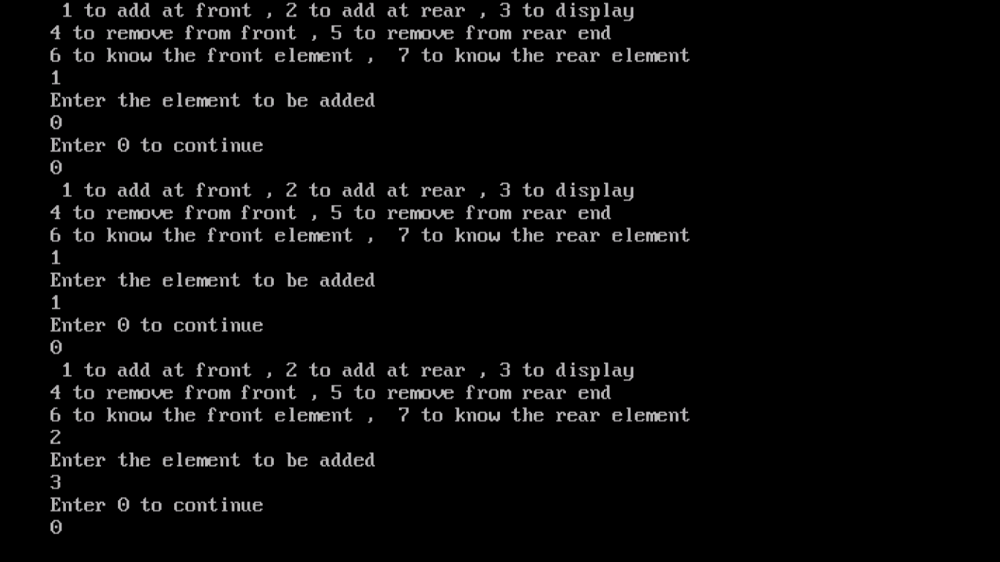 1 to add at front , 2 to add at rear , 3 to display
4 to remove from front , 5 to remove from rear end
6 to know the front element ,  7 to know the rear element
1
Enter the element to be added
0
Enter 0 to continue
0
1 to add at front , 2 to add at rear , 3 to display
4 to remove from front , 5 to remove from rear end
6 to know the front element ,  7 to know the rear element
1
Enter the element to be added
1
Enter 0 to continue
0
1 to add at front , 2 to add at rear , 3 to display
4 to remove from front , 5 to remove from rear end
6 to know the front element ,  7 to know the rear element
2
Enter the element to be added
3
Enter 0 to continue
0